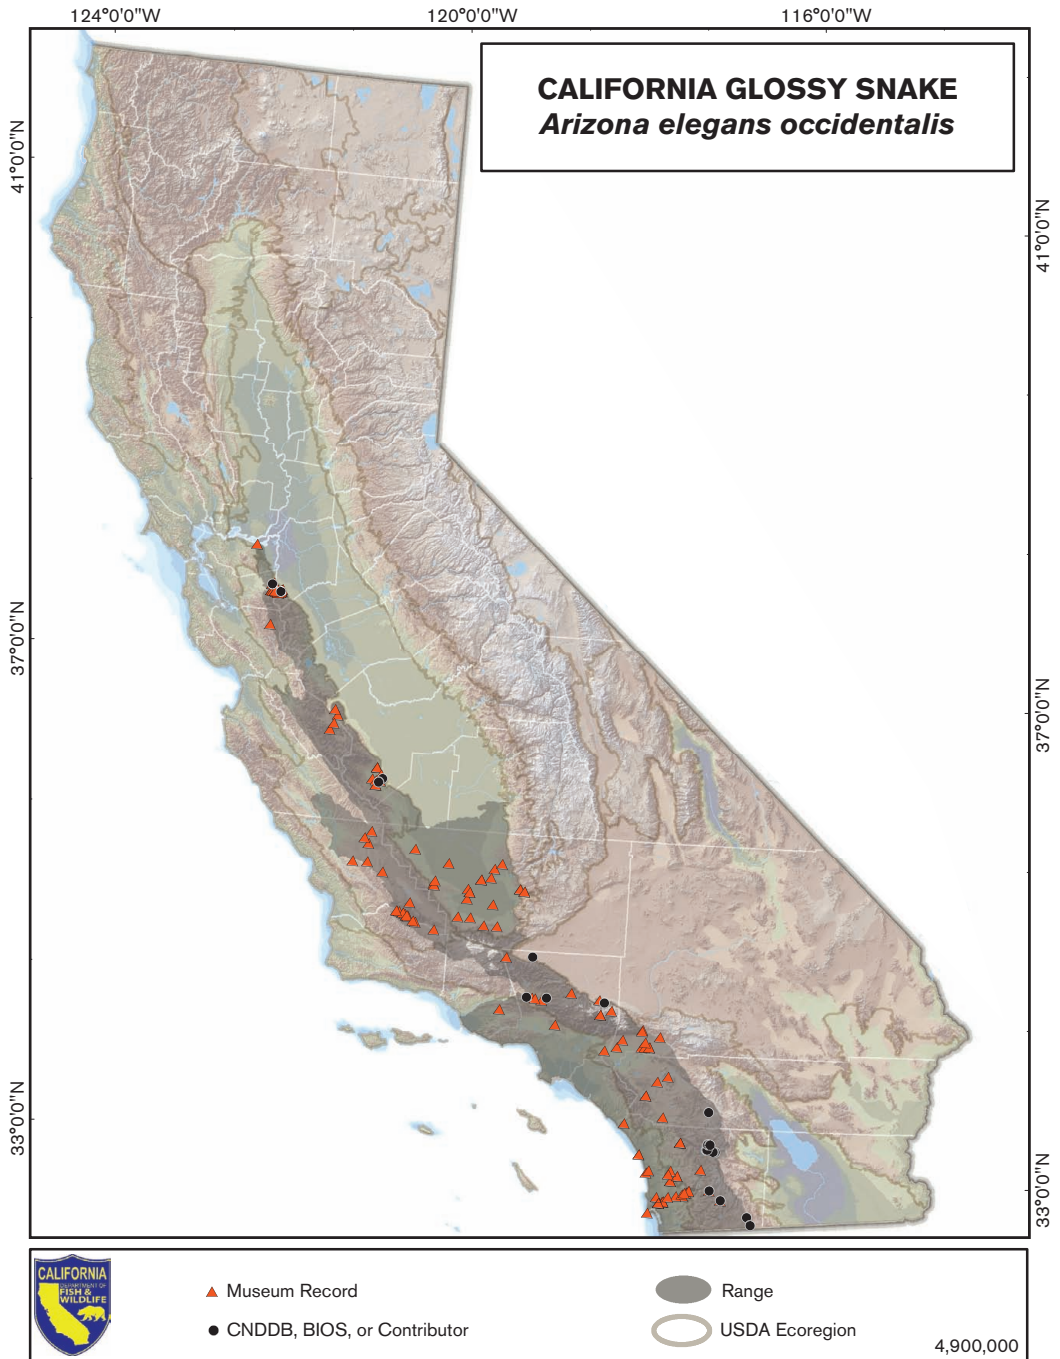 124°0'0"W 120°0'0"W 116°0'0"W
CALIFORNIA GLOSSY SNAKE
Arizona elegans occidentalis
41°0'0"N
41°0'0"N
37°0'0"N
37°0'0"N
33°0'0"N
33°0'0"N
CALIFORNIA
DEPARTMENT OF
FISH &
WILDLIFE
Museum Record
Range
CNDDB, BIOS, or Contributor
USDA Ecoregion
4,900,000